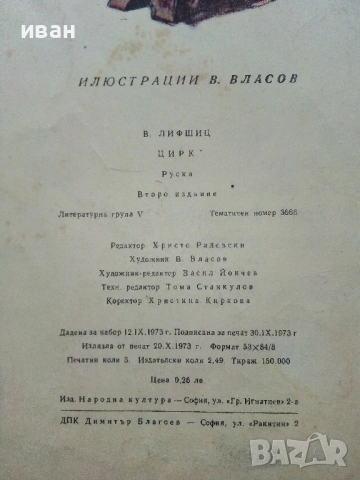 иван
ИЛЮСТРАЦИИ В. ВЛАСОВ
В. ЛИФШИЦ
ЦИРК
Руска
Второ издание
Литературна група V Тематичен номер 3666
Редактор Христо Радевски
Художник В. Власов
Художник-редактор Васил Йончев
Техн. редактор Тома Станкулов
Коректор Христина Киркова
Дадена за набор 12.IX.1973 г. Подписана за печат 30.IX.1973 г
Излязла от печат 20.X.1973 г. Формат 53×84/8
Печатни коли 5. Издателски коли 2,49. Тираж 150.000
Цена 0,26 лв.
Изд. Народна култура — София, ул. „Гр. Игнатиев" 2-а
ДПК Димитър Благоев — София, ул. „Ракитин" 2
bazar.bg